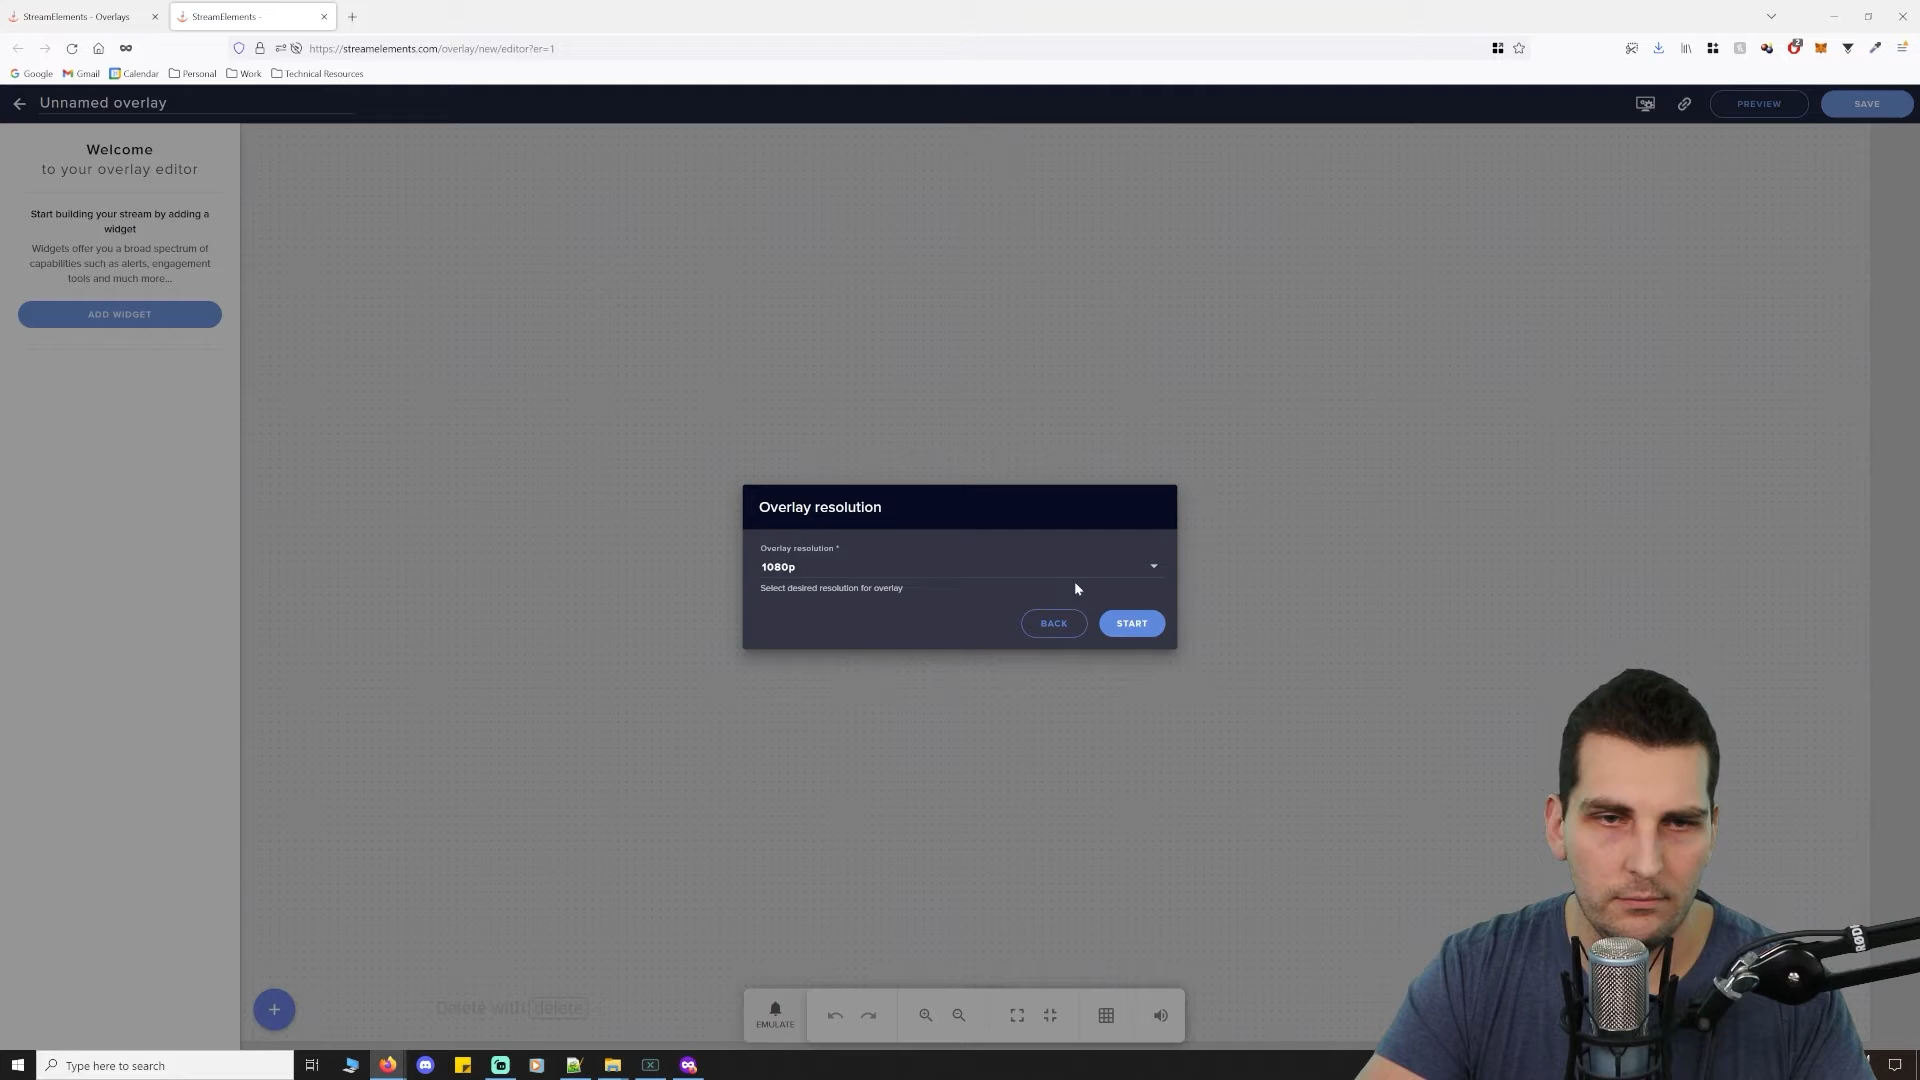 StreamElements - Overlays
StreamElements -
https://streamelements.com/overlay/new/editor?er=1
Google
Gmail
Calendar
Personal
Work
Technical Resources
Unnamed overlay
PREVIEW
SAVE
Welcome
to your overlay editor
Start building your stream by adding a
widget
Widgets offer you a broad spectrum of
capabilities such as alerts, engagement
tools and much more...
ADD WIDGET
Overlay resolution
Overlay resolution *
1080p
Select desired resolution for overlay
BACK
START
Delete with delete
EMULATE
RØDE
Type here to search